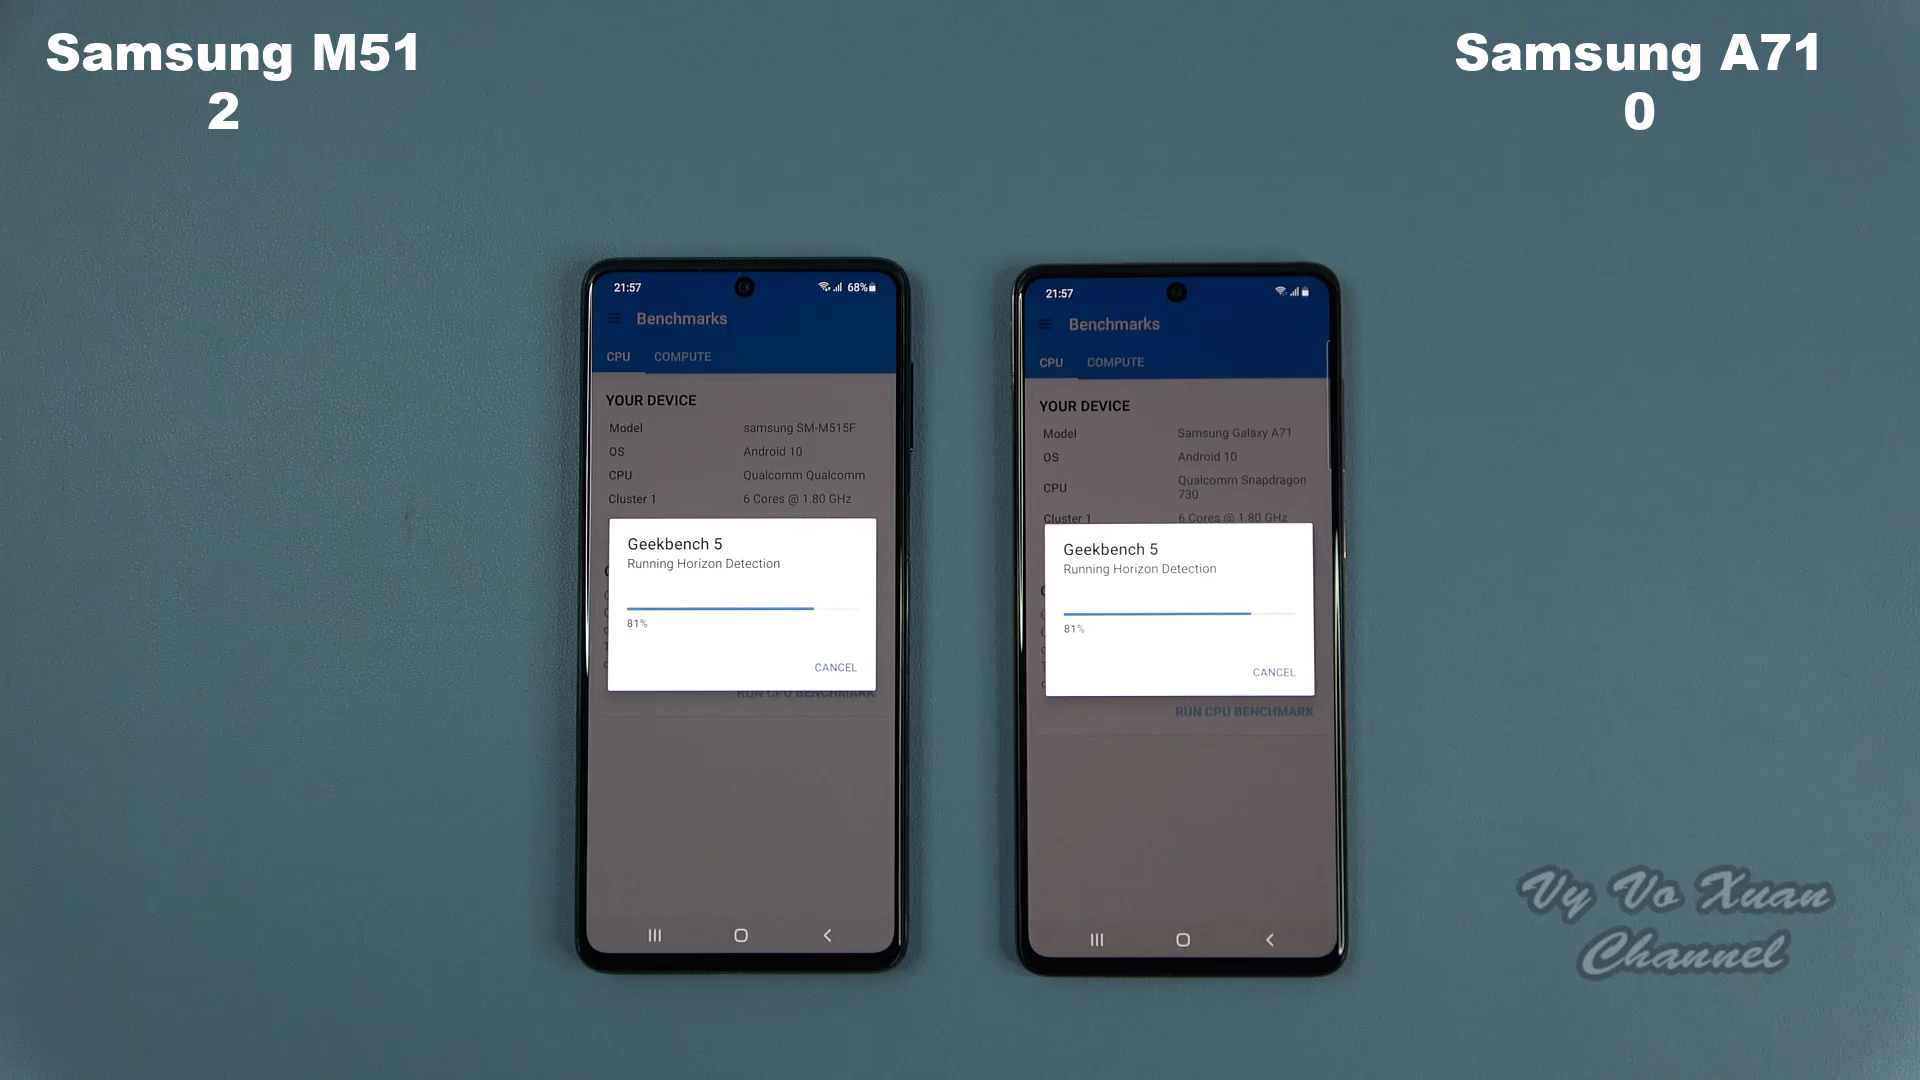 Samsung M51
2
Samsung A71
0
21:57
68%
Benchmarks
CPU COMPUTE
YOUR DEVICE
Model samsung SM-M515F
OS Android 10
CPU Qualcomm Qualcomm
Cluster 1 6 Cores @ 1.80 GHz
Geekbench 5
Running Horizon Detection
81%
CANCEL
RUN CPU BENCHMARK
21:57
Benchmarks
CPU COMPUTE
YOUR DEVICE
Model Samsung Galaxy A71
OS Android 10
CPU Qualcomm Snapdragon
730
Cluster 1 6 Cores @ 1.80 GHz
Geekbench 5
Running Horizon Detection
81%
CANCEL
RUN CPU BENCHMARK
Vy Vo Xuan
Channel